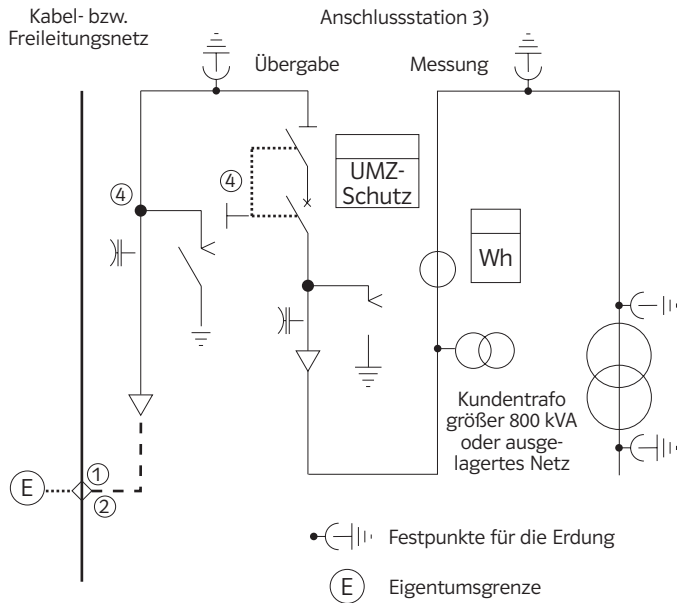 Kabel- bzw.
Freileitungsnetz
Anschlussstation 3)
Übergabe
Messung
4
4
UMZ-
Schutz
Wh
Kundentrafo
größer 800 kVA
oder ausge-
lagertes Netz
E
1
2
Festpunkte für die Erdung
E
Eigentumsgrenze